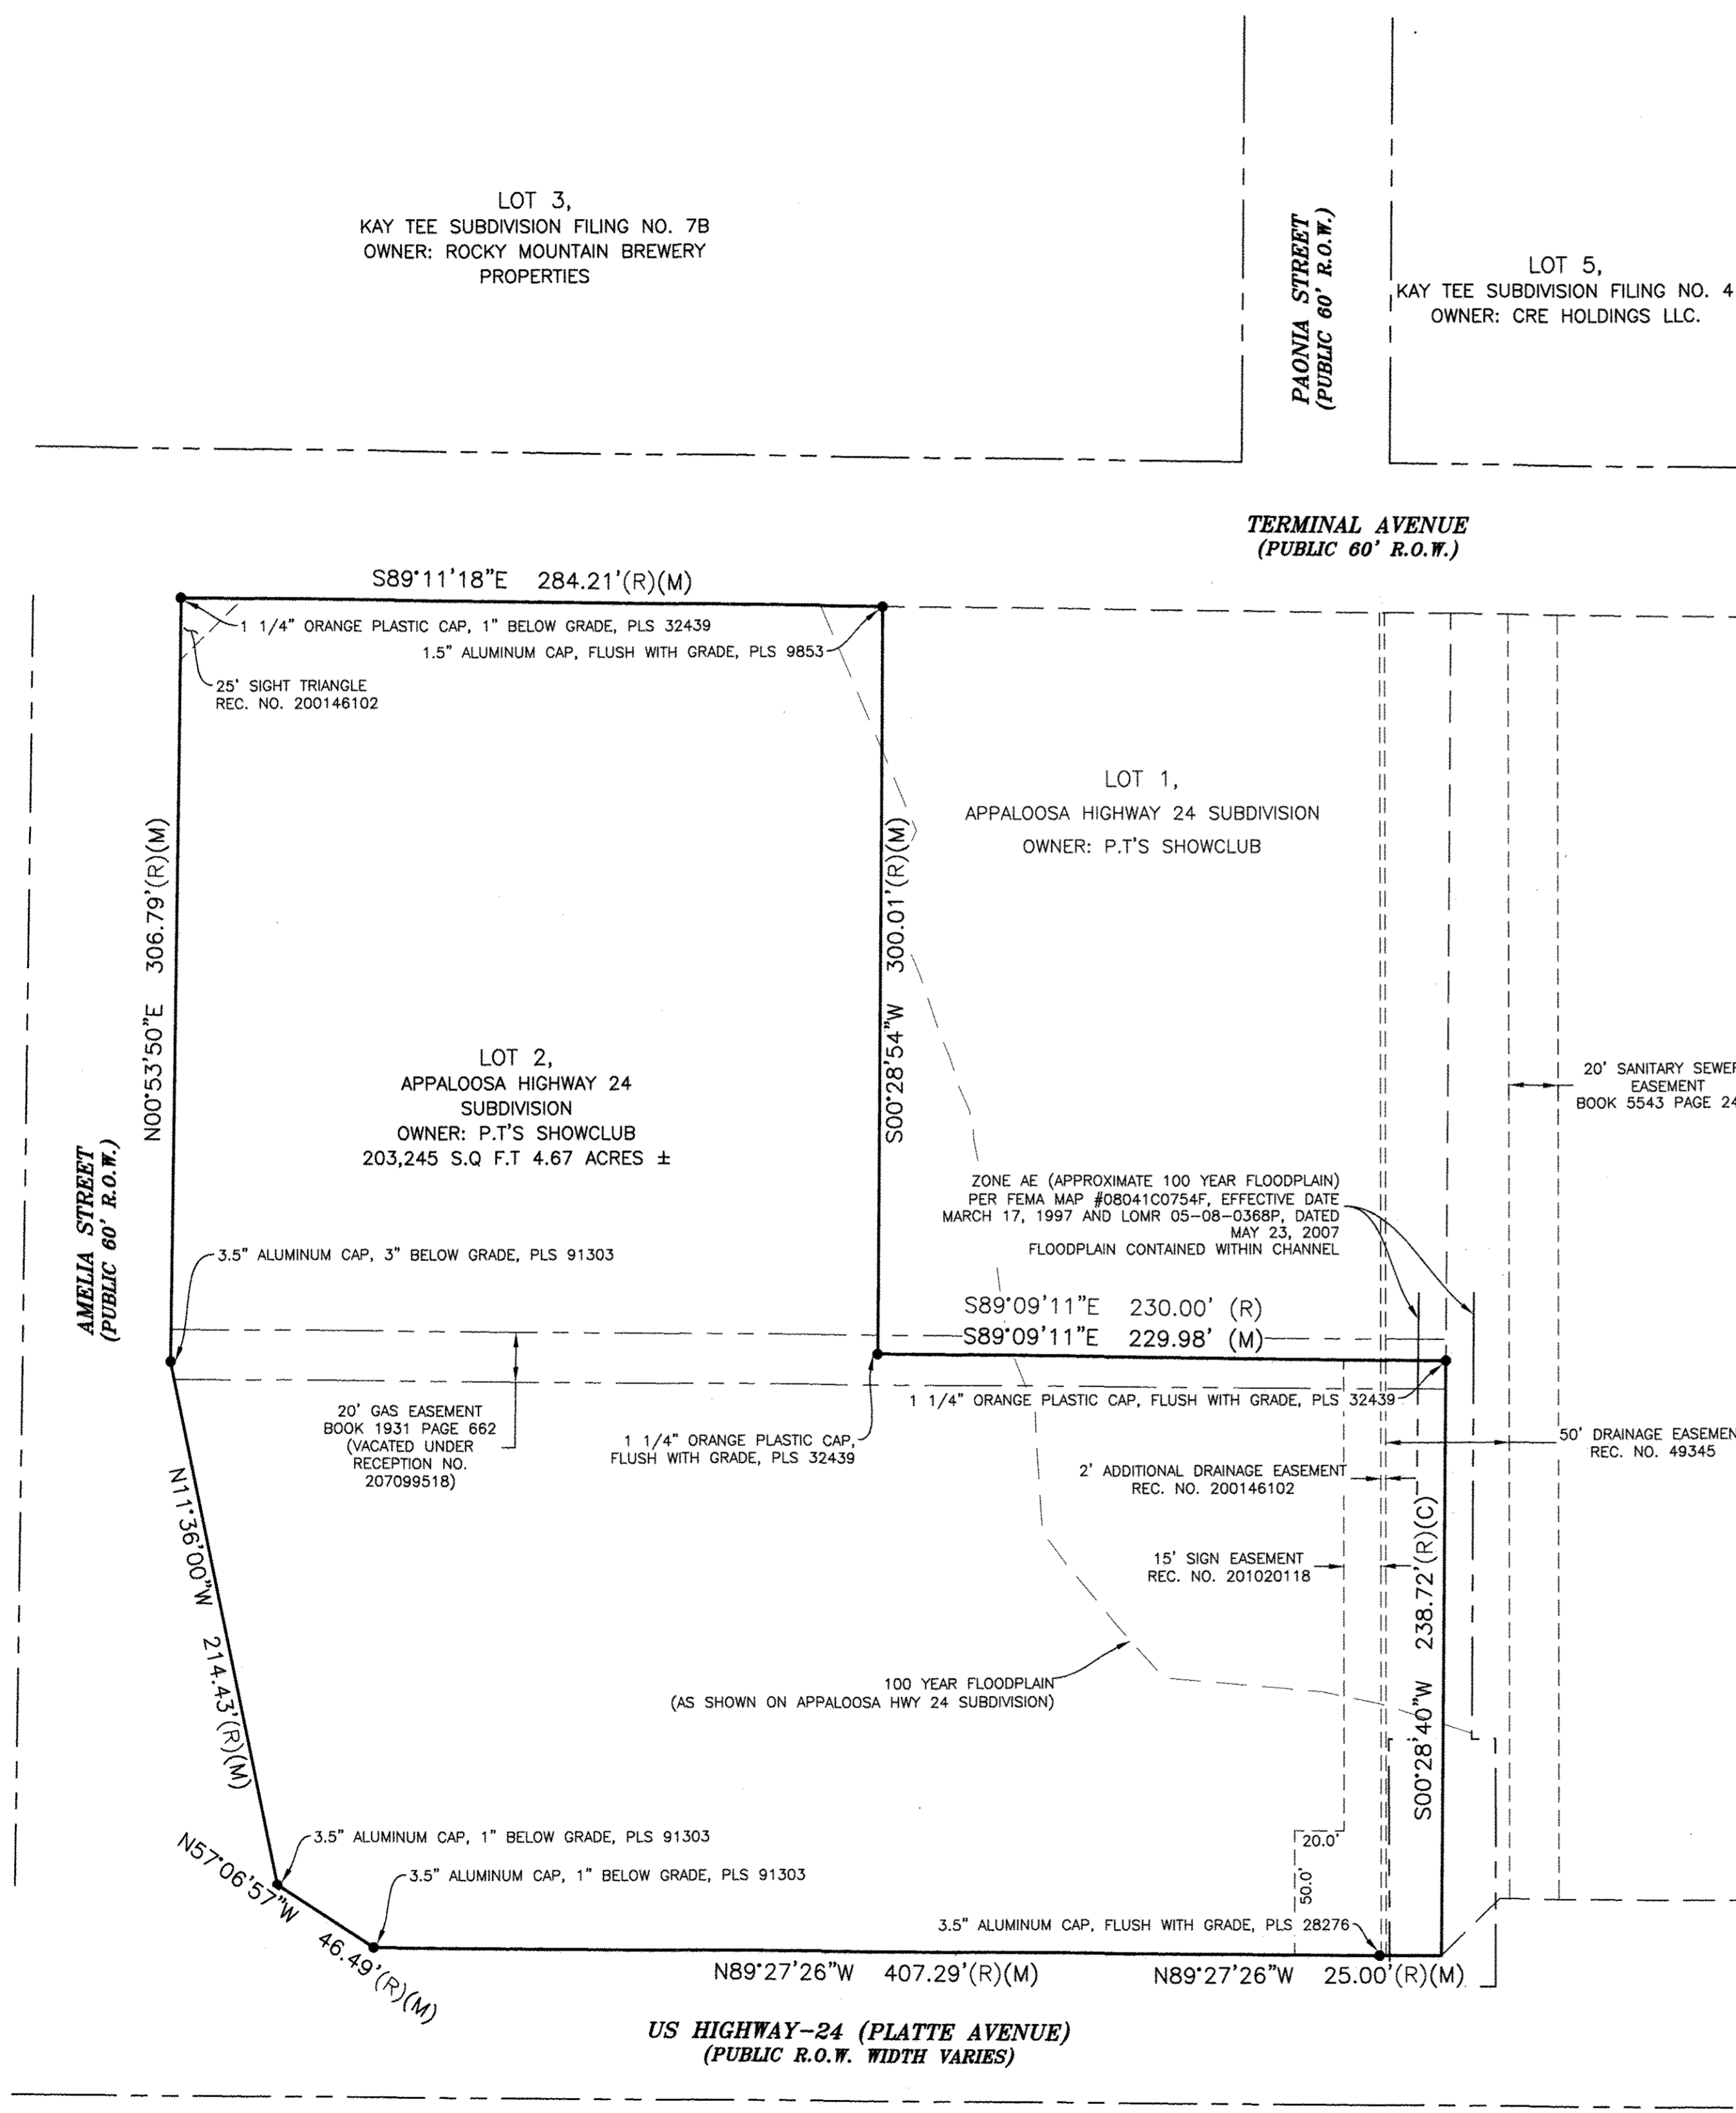 LOT 3,
KAY TEE SUBDIVISION FILING NO. 7B
OWNER: ROCKY MOUNTAIN BREWERY
PROPERTIES
PAONIA STREET
(PUBLIC 60' R.O.W.)
LOT 5,
KAY TEE SUBDIVISION FILING NO. 4
OWNER: CRE HOLDINGS LLC.
TERMINAL AVENUE
(PUBLIC 60' R.O.W.)
S89°11'18"E 284.21'(R)(M)
1 1/4" ORANGE PLASTIC CAP, 1" BELOW GRADE, PLS 32439
1.5" ALUMINUM CAP, FLUSH WITH GRADE, PLS 9853
25' SIGHT TRIANGLE
REC. NO. 200146102
LOT 1,
APPALOOSA HIGHWAY 24 SUBDIVISION
OWNER: P.T'S SHOWCLUB
N00°53'50"E 306.79'(R)(M)
S00°28'54"W 300.01'(R)(M)
LOT 2,
APPALOOSA HIGHWAY 24
SUBDIVISION
OWNER: P.T'S SHOWCLUB
203,245 S.Q F.T 4.67 ACRES ±
20' SANITARY SEWER
EASEMENT
BOOK 5543 PAGE 24
AMELIA STREET
(PUBLIC 60' R.O.W.)
ZONE AE (APPROXIMATE 100 YEAR FLOODPLAIN)
PER FEMA MAP #08041C0754F, EFFECTIVE DATE
MARCH 17, 1997 AND LOMR 05-08-0368P, DATED
MAY 23, 2007
FLOODPLAIN CONTAINED WITHIN CHANNEL
3.5" ALUMINUM CAP, 3" BELOW GRADE, PLS 91303
S89°09'11"E 230.00' (R)
S89°09'11"E 229.98' (M)
1 1/4" ORANGE PLASTIC CAP, FLUSH WITH GRADE, PLS 32439
20' GAS EASEMENT
BOOK 1931 PAGE 662
(VACATED UNDER
RECEPTION NO.
207099518)
1 1/4" ORANGE PLASTIC CAP,
FLUSH WITH GRADE, PLS 32439
50' DRAINAGE EASEMEN
REC. NO. 49345
2' ADDITIONAL DRAINAGE EASEMENT
REC. NO. 200146102
15' SIGN EASEMENT
REC. NO. 201020118
N11°36'00"W 214.43'(R)(M)
S00°28'40"W 238.72'(R)(C)
100 YEAR FLOODPLAIN
(AS SHOWN ON APPALOOSA HWY 24 SUBDIVISION)
3.5" ALUMINUM CAP, 1" BELOW GRADE, PLS 91303
20.0'
50.0'
N57°06'57"W 46.49'(R)(M)
3.5" ALUMINUM CAP, 1" BELOW GRADE, PLS 91303
3.5" ALUMINUM CAP, FLUSH WITH GRADE, PLS 28276
N89°27'26"W 407.29'(R)(M)
N89°27'26"W 25.00'(R)(M)
US HIGHWAY-24 (PLATTE AVENUE)
(PUBLIC R.O.W. WIDTH VARIES)